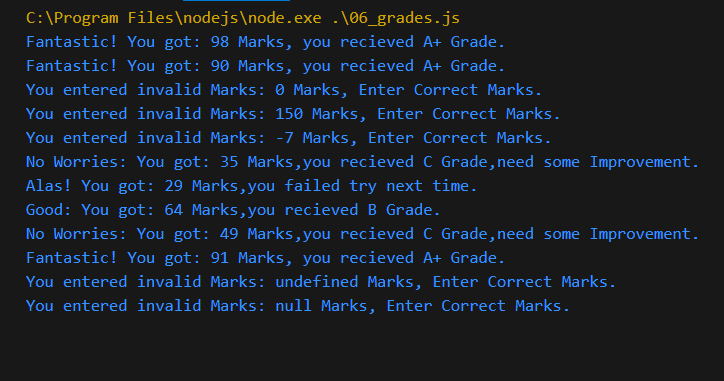 C:\Program Files\nodejs\node.exe .\06_grades.js
Fantastic! You got: 98 Marks, you recieved A+ Grade.
Fantastic! You got: 90 Marks, you recieved A+ Grade.
You entered invalid Marks: 0 Marks, Enter Correct Marks.
You entered invalid Marks: 150 Marks, Enter Correct Marks.
You entered invalid Marks: -7 Marks, Enter Correct Marks.
No Worries: You got: 35 Marks,you recieved C Grade,need some Improvement.
Alas! You got: 29 Marks,you failed try next time.
Good: You got: 64 Marks,you recieved B Grade.
No Worries: You got: 49 Marks,you recieved C Grade,need some Improvement.
Fantastic! You got: 91 Marks, you recieved A+ Grade.
You entered invalid Marks: undefined Marks, Enter Correct Marks.
You entered invalid Marks: null Marks, Enter Correct Marks.